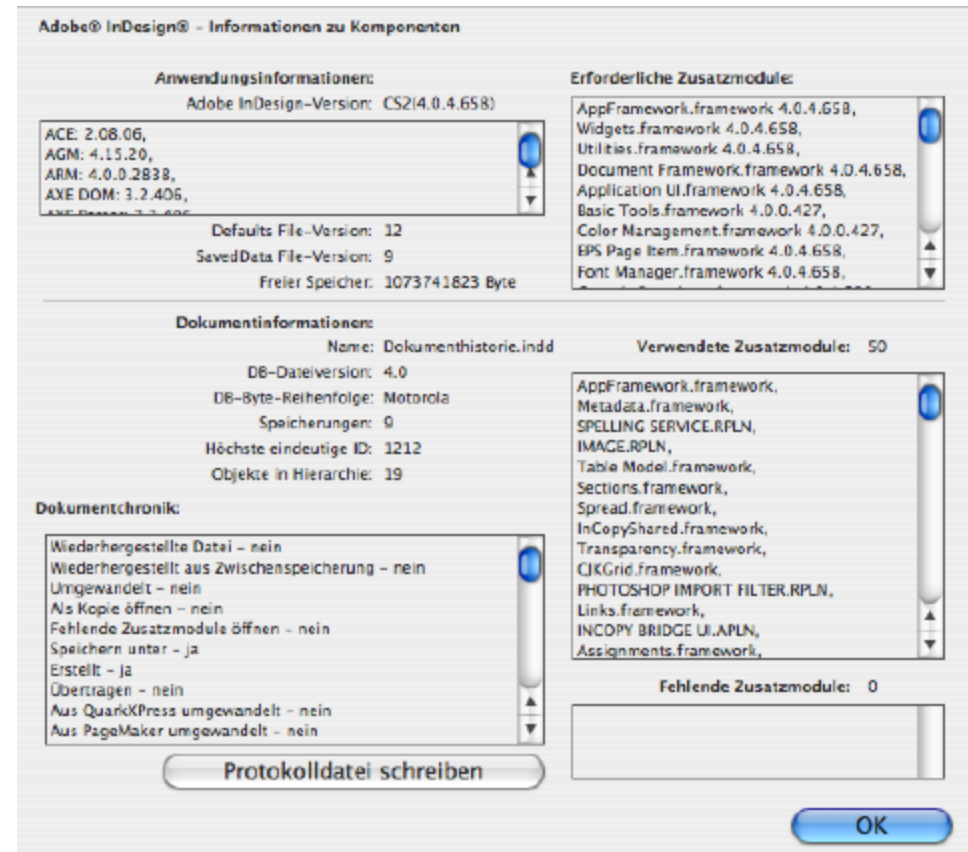 Adobe® InDesign® - Informationen zu Komponenten
Anwendungsinformationen:
Adobe InDesign-Version: CS2(4.0.4.658)
ACE: 2.08.06,
AGM: 4.15.20,
ARM: 4.0.0.2838,
AXE DOM: 3.2.406,
Defaults File-Version: 12
SavedData File-Version: 9
Freier Speicher: 1073741823 Byte
Erforderliche Zusatzmodule:
AppFramework.framework 4.0.4.658,
Widgets.framework 4.0.4.658,
Utilities.framework 4.0.4.658,
Document Framework.framework 4.0.4.658,
Application UI.framework 4.0.4.658,
Basic Tools.framework 4.0.0.427,
Color Management.framework 4.0.0.427,
EPS Page Item.framework 4.0.4.658,
Font Manager.framework 4.0.4.658,
Dokumentinformationen:
Name: Dokumenthistorie.indd
DB-Dateiversion: 4.0
DB-Byte-Reihenfolge: Motorola
Speicherungen: 9
Höchste eindeutige ID: 1212
Objekte in Hierarchie: 19
Dokumentchronik:
Wiederhergestellte Datei - nein
Wiederhergestellt aus Zwischenspeicherung - nein
Umgewandelt - nein
Als Kopie öffnen - nein
Fehlende Zusatzmodule öffnen - nein
Speichern unter - ja
Erstellt - ja
Übertragen - nein
Aus QuarkXPress umgewandelt - nein
Aus PageMaker umgewandelt - nein
Protokolldatei schreiben
Verwendete Zusatzmodule: 50
AppFramework.framework,
Metadata.framework,
SPELLING SERVICE.RPLN,
IMAGE.RPLN,
Table Model.framework,
Sections.framework,
Spread.framework,
InCopyShared.framework,
Transparency.framework,
CJKGrid.framework,
PHOTOSHOP IMPORT FILTER.RPLN,
Links.framework,
INCOPY BRIDGE UI.APLN,
Assignments.framework,
Fehlende Zusatzmodule: 0
OK